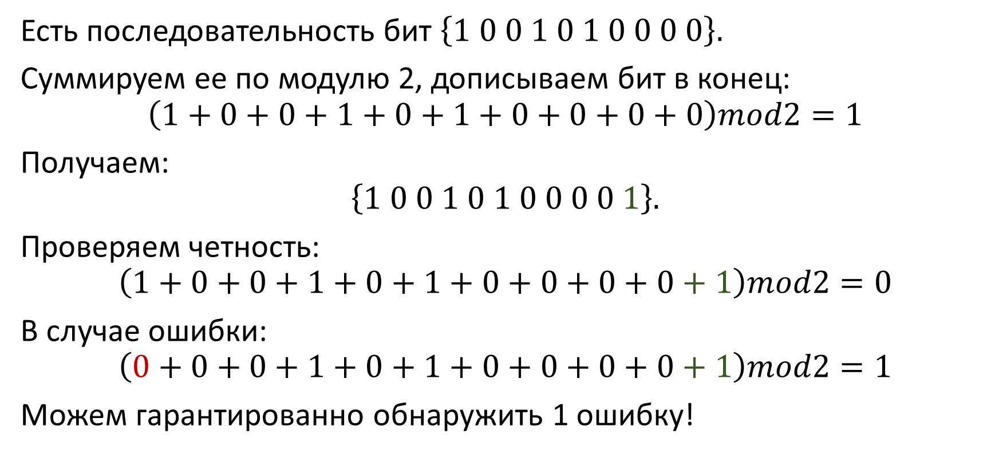 Есть последовательность бит {1 0 0 1 0 1 0 0 0 0}.
Суммируем ее по модулю 2, дописываем бит в конец:
(1 + 0 + 0 + 1 + 0 + 1 + 0 + 0 + 0 + 0)mod2 = 1
Получаем:
{1 0 0 1 0 1 0 0 0 0 1}.
Проверяем четность:
(1 + 0 + 0 + 1 + 0 + 1 + 0 + 0 + 0 + 0 + 1)mod2 = 0
В случае ошибки:
(0 + 0 + 0 + 1 + 0 + 1 + 0 + 0 + 0 + 0 + 1)mod2 = 1
Можем гарантированно обнаружить 1 ошибку!